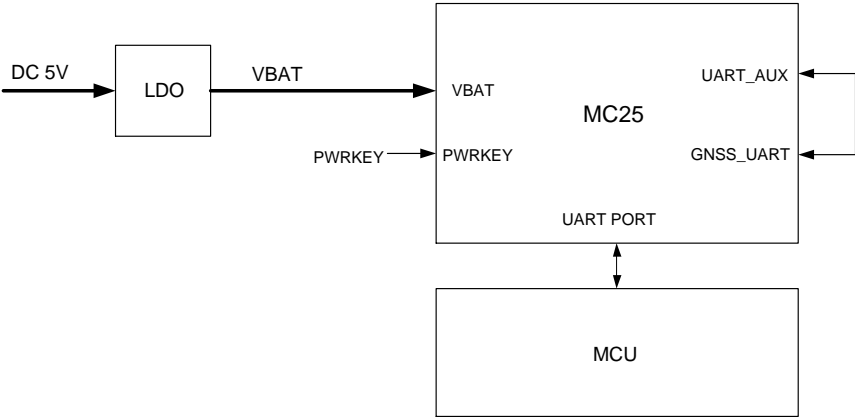 DC 5V
LDO
VBAT
VBAT
PWRKEY
PWRKEY
MC25
UART_AUX
GNSS_UART
UART PORT
MCU